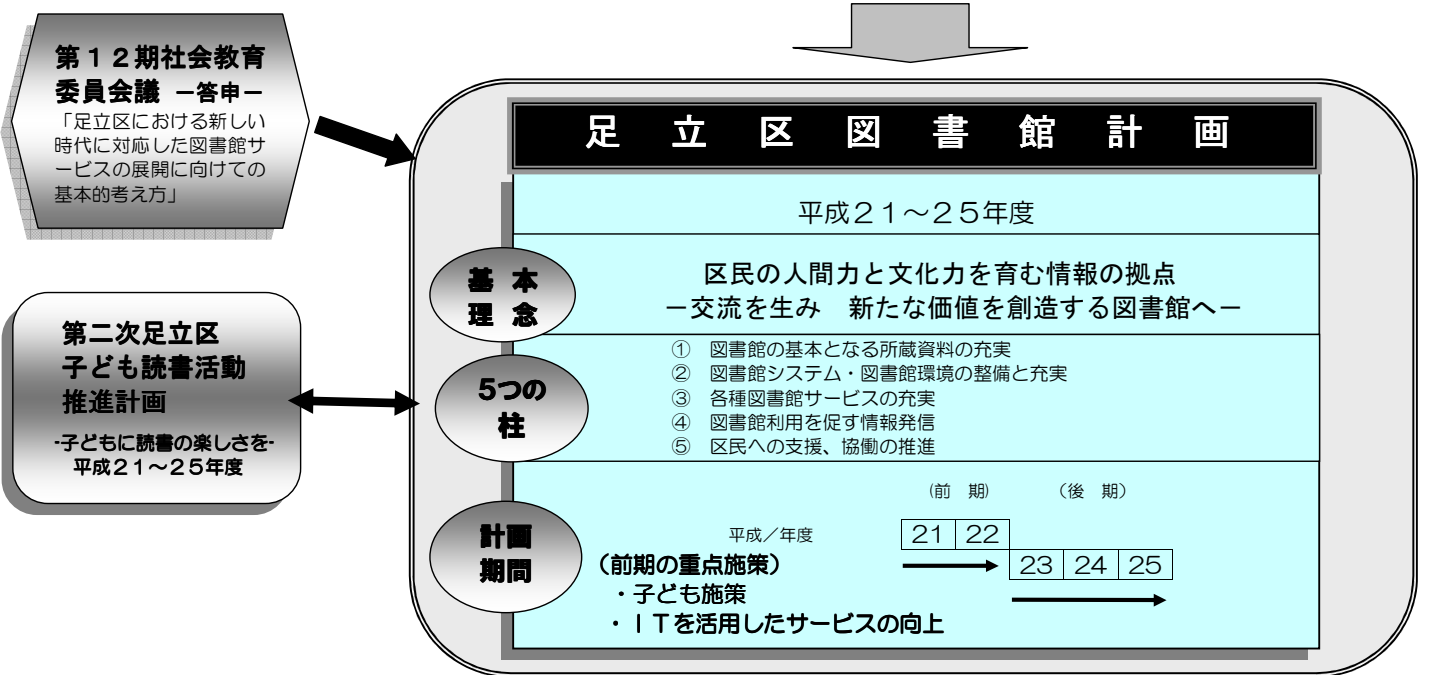 第１２期社会教育
委員会議 －答申－
「足立区における新しい
時代に対応した図書館サ
ービスの展開に向けての
基本的考え方」
第二次足立区
子ども読書活動
推進計画
-子どもに読書の楽しさを-
平成２１～２５年度
足立区図書館計画
平成２１～２５年度
基本
理念
区民の人間力と文化力を育む情報の拠点
－交流を生み　新たな価値を創造する図書館へ－
5つの
柱
①　図書館の基本となる所蔵資料の充実
②　図書館システム・図書館環境の整備と充実
③　各種図書館サービスの充実
④　図書館利用を促す情報発信
⑤　区民への支援、協働の推進
計画
期間
（前　期）　（後　期）
平成／年度 21 22
（前期の重点施策） 23 24 25
・子ども施策
・ＩＴを活用したサービスの向上